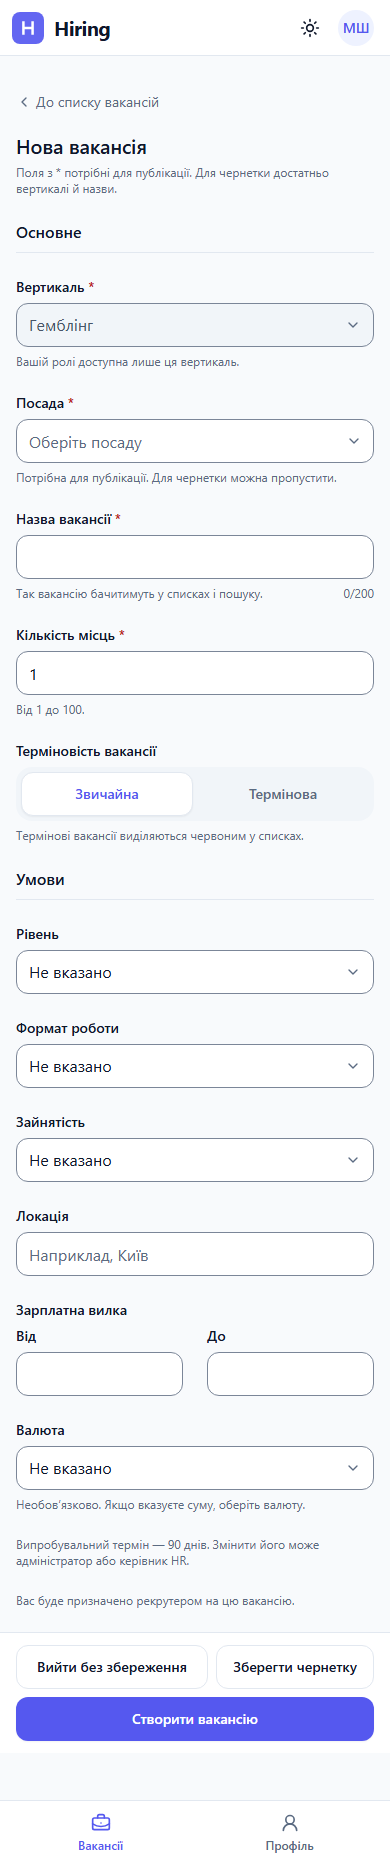 H Hiring МШ
До списку вакансій
Нова вакансія
Поля з * потрібні для публікації. Для чернетки достатньо
вертикалі й назви.
Основне
Вертикаль *
Гемблінг
Вашій ролі доступна лише ця вертикаль.
Посада *
Оберіть посаду
Потрібна для публікації. Для чернетки можна пропустити.
Назва вакансії *
Так вакансію бачитимуть у списках і пошуку. 0/200
Кількість місць *
1
Від 1 до 100.
Терміновість вакансії
Звичайна Термінова
Термінові вакансії виділяються червоним у списках.
Умови
Рівень
Не вказано
Формат роботи
Не вказано
Зайнятість
Не вказано
Локація
Наприклад, Київ
Зарплатна вилка
Від До
Валюта
Не вказано
Необов'язково. Якщо вказуєте суму, оберіть валюту.
Випробувальний термін — 90 днів. Змінити його може
адміністратор або керівник HR.
Вас буде призначено рекрутером на цю вакансію.
Вийти без збереження Зберегти чернетку
Створити вакансію
Вакансії Профіль